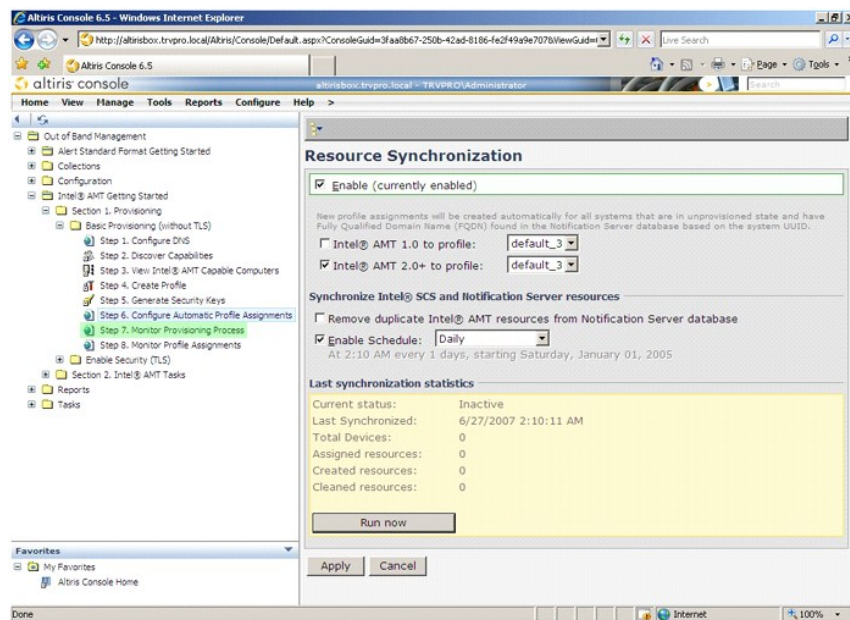 Altiris Console 6.5 - Windows Internet Explorer
http://altirisbox.trvpro.local/Altiris/Console/Default.aspx?ConsoleGuid=3faa8b67-250b-42ad-8186-fe2f49a9e707&ViewGuid=
Live Search
Altiris Console 6.5
Page
Tools
altiris console
altirisbox.trvpro.local - TRVPRO\Administrator
Search
Home View Manage Tools Reports Configure Help >
Out of Band Management
Alert Standard Format Getting Started
Collections
Configuration
Intel® AMT Getting Started
Section 1. Provisioning
Basic Provisioning (without TLS)
Step 1. Configure DNS
Step 2. Discover Capabilities
Step 3. View Intel® AMT Capable Computers
Step 4. Create Profile
Step 5. Generate Security Keys
Step 6. Configure Automatic Profile Assignments
Step 7. Monitor Provisioning Process
Step 8. Monitor Profile Assignments
Enable Security (TLS)
Section 2. Intel® AMT Tasks
Reports
Tasks
Favorites
My Favorites
Altiris Console Home
Resource Synchronization
Enable (currently enabled)
New profile assignments will be created automatically for all systems that are in unprovisioned state and have
Fully Qualified Domain Name (FQDN) found in the Notification Server database based on the system UUID.
Intel® AMT 1.0 to profile: default_3
Intel® AMT 2.0+ to profile: default_3
Synchronize Intel® SCS and Notification Server resources
Remove duplicate Intel® AMT resources from Notification Server database
Enable Schedule: Daily
At 2:10 AM every 1 days, starting Saturday, January 01, 2005
Last synchronization statistics
Current status: Inactive
Last Synchronized: 6/27/2007 2:10:11 AM
Total Devices: 0
Assigned resources: 0
Created resources: 0
Cleaned resources: 0
Run now
Apply Cancel
Done
Internet
100%